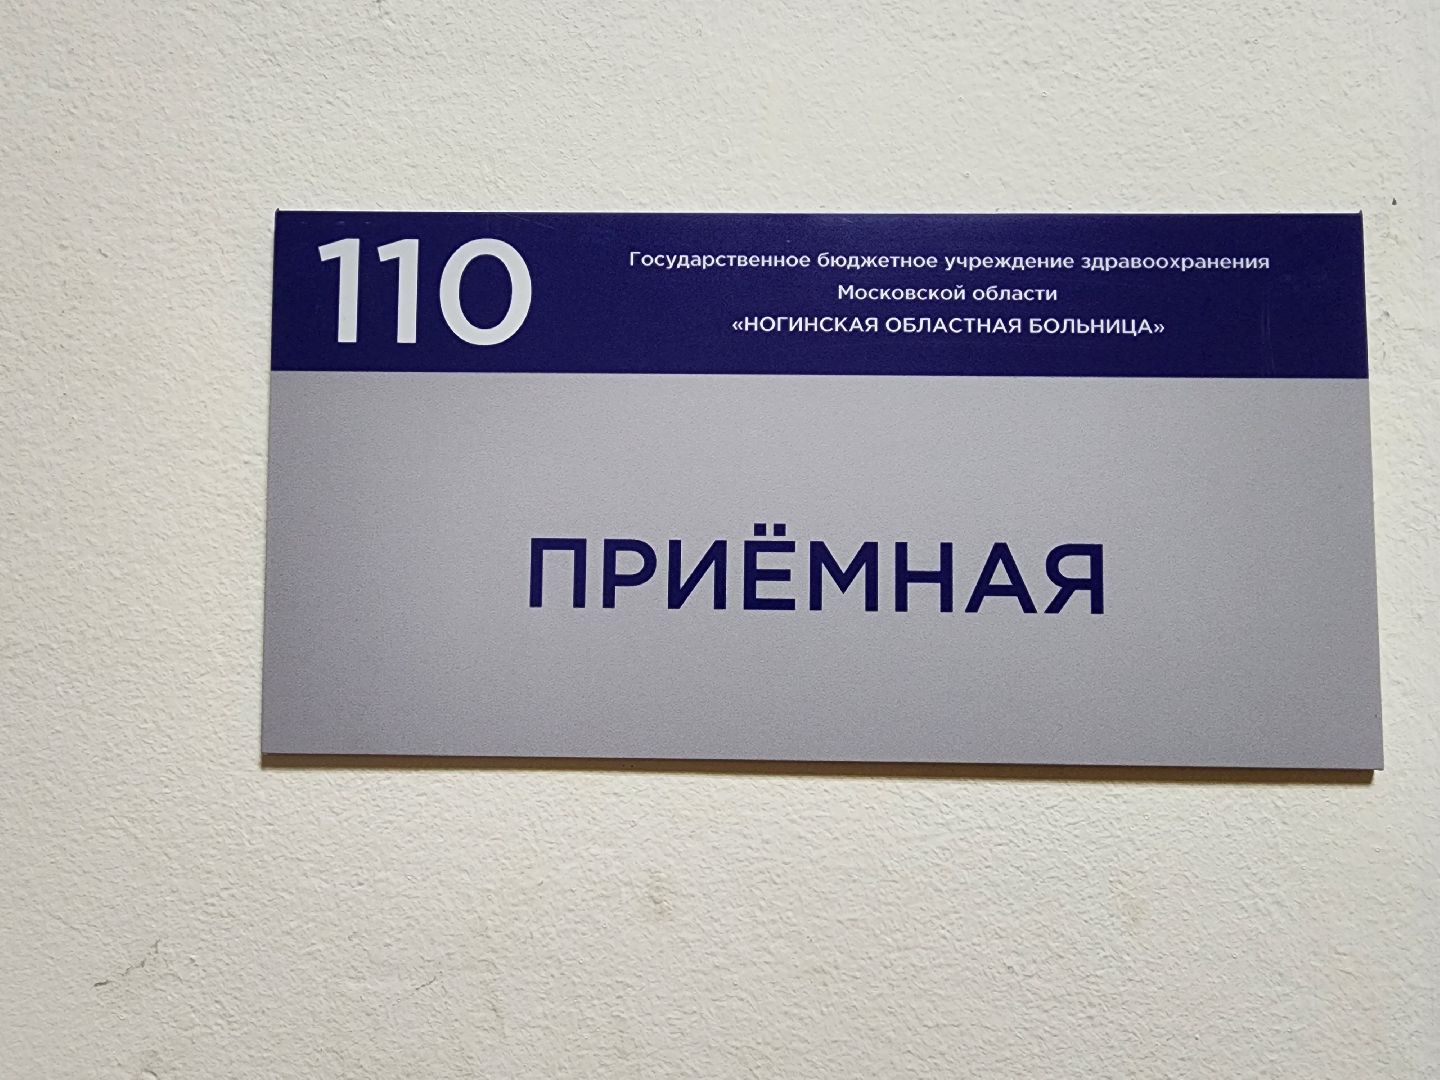 110
Государственное бюджетное учреждение здравоохранения
Московской области
«НОГИНСКАЯ ОБЛАСТНАЯ БОЛЬНИЦА»
ПРИЁМНАЯ